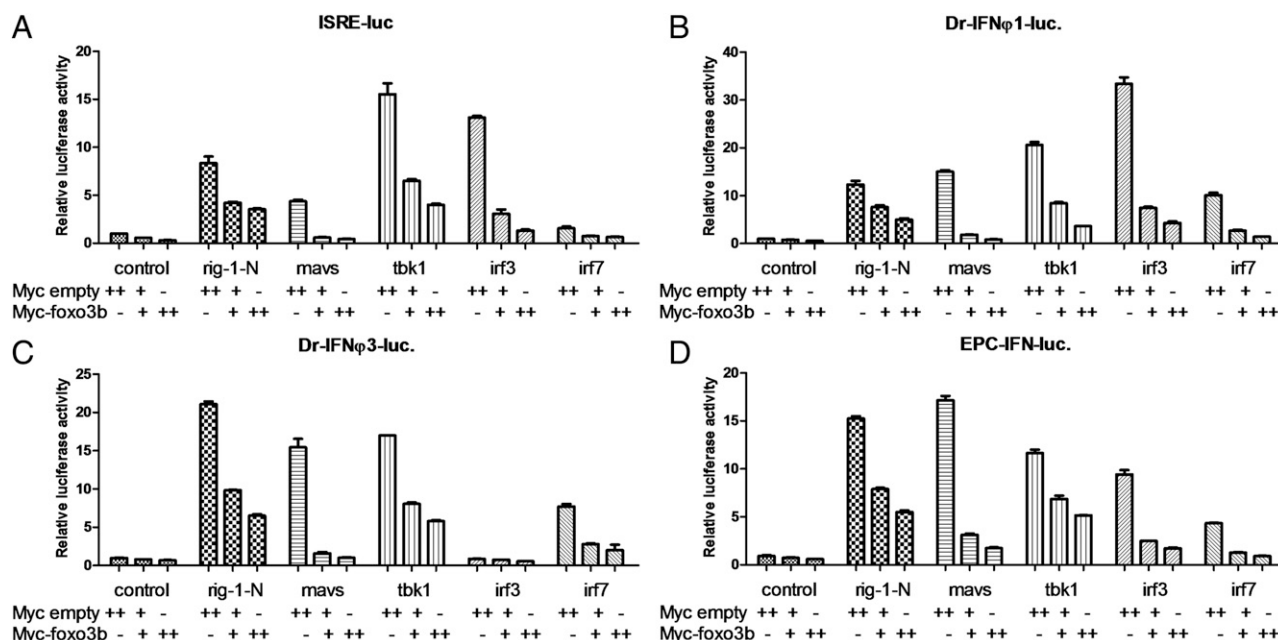 A
ISRE-luc
Relative luciferase activity
20
15
10
5
0
control rig-1-N mavs tbk1 irf3 irf7
Myc empty ++ + - ++ + - ++ + - ++ + - ++ + - ++ + -
Myc-foxo3b - + ++ - + ++ - + ++ - + ++ - + ++ - + ++
B
Dr-IFNφ1-luc.
Relative luciferase activity
40
30
20
10
0
control rig-1-N mavs tbk1 irf3 irf7
Myc empty ++ + - ++ + - ++ + - ++ + - ++ + - ++ + -
Myc-foxo3b - + ++ - + ++ - + ++ - + ++ - + ++ - + ++
C
Dr-IFNφ3-luc.
Relative luciferase activity
25
20
15
10
5
0
control rig-1-N mavs tbk1 irf3 irf7
Myc empty ++ + - ++ + - ++ + - ++ + - ++ + - ++ + -
Myc-foxo3b - + ++ - + ++ - + ++ - + ++ - + ++ - + ++
D
EPC-IFN-luc.
Relative luciferase activity
20
15
10
5
0
control rig-1-N mavs tbk1 irf3 irf7
Myc empty ++ + - ++ + - ++ + - ++ + - ++ + - ++ + -
Myc-foxo3b - + ++ - + ++ - + ++ - + ++ - + ++ - + ++